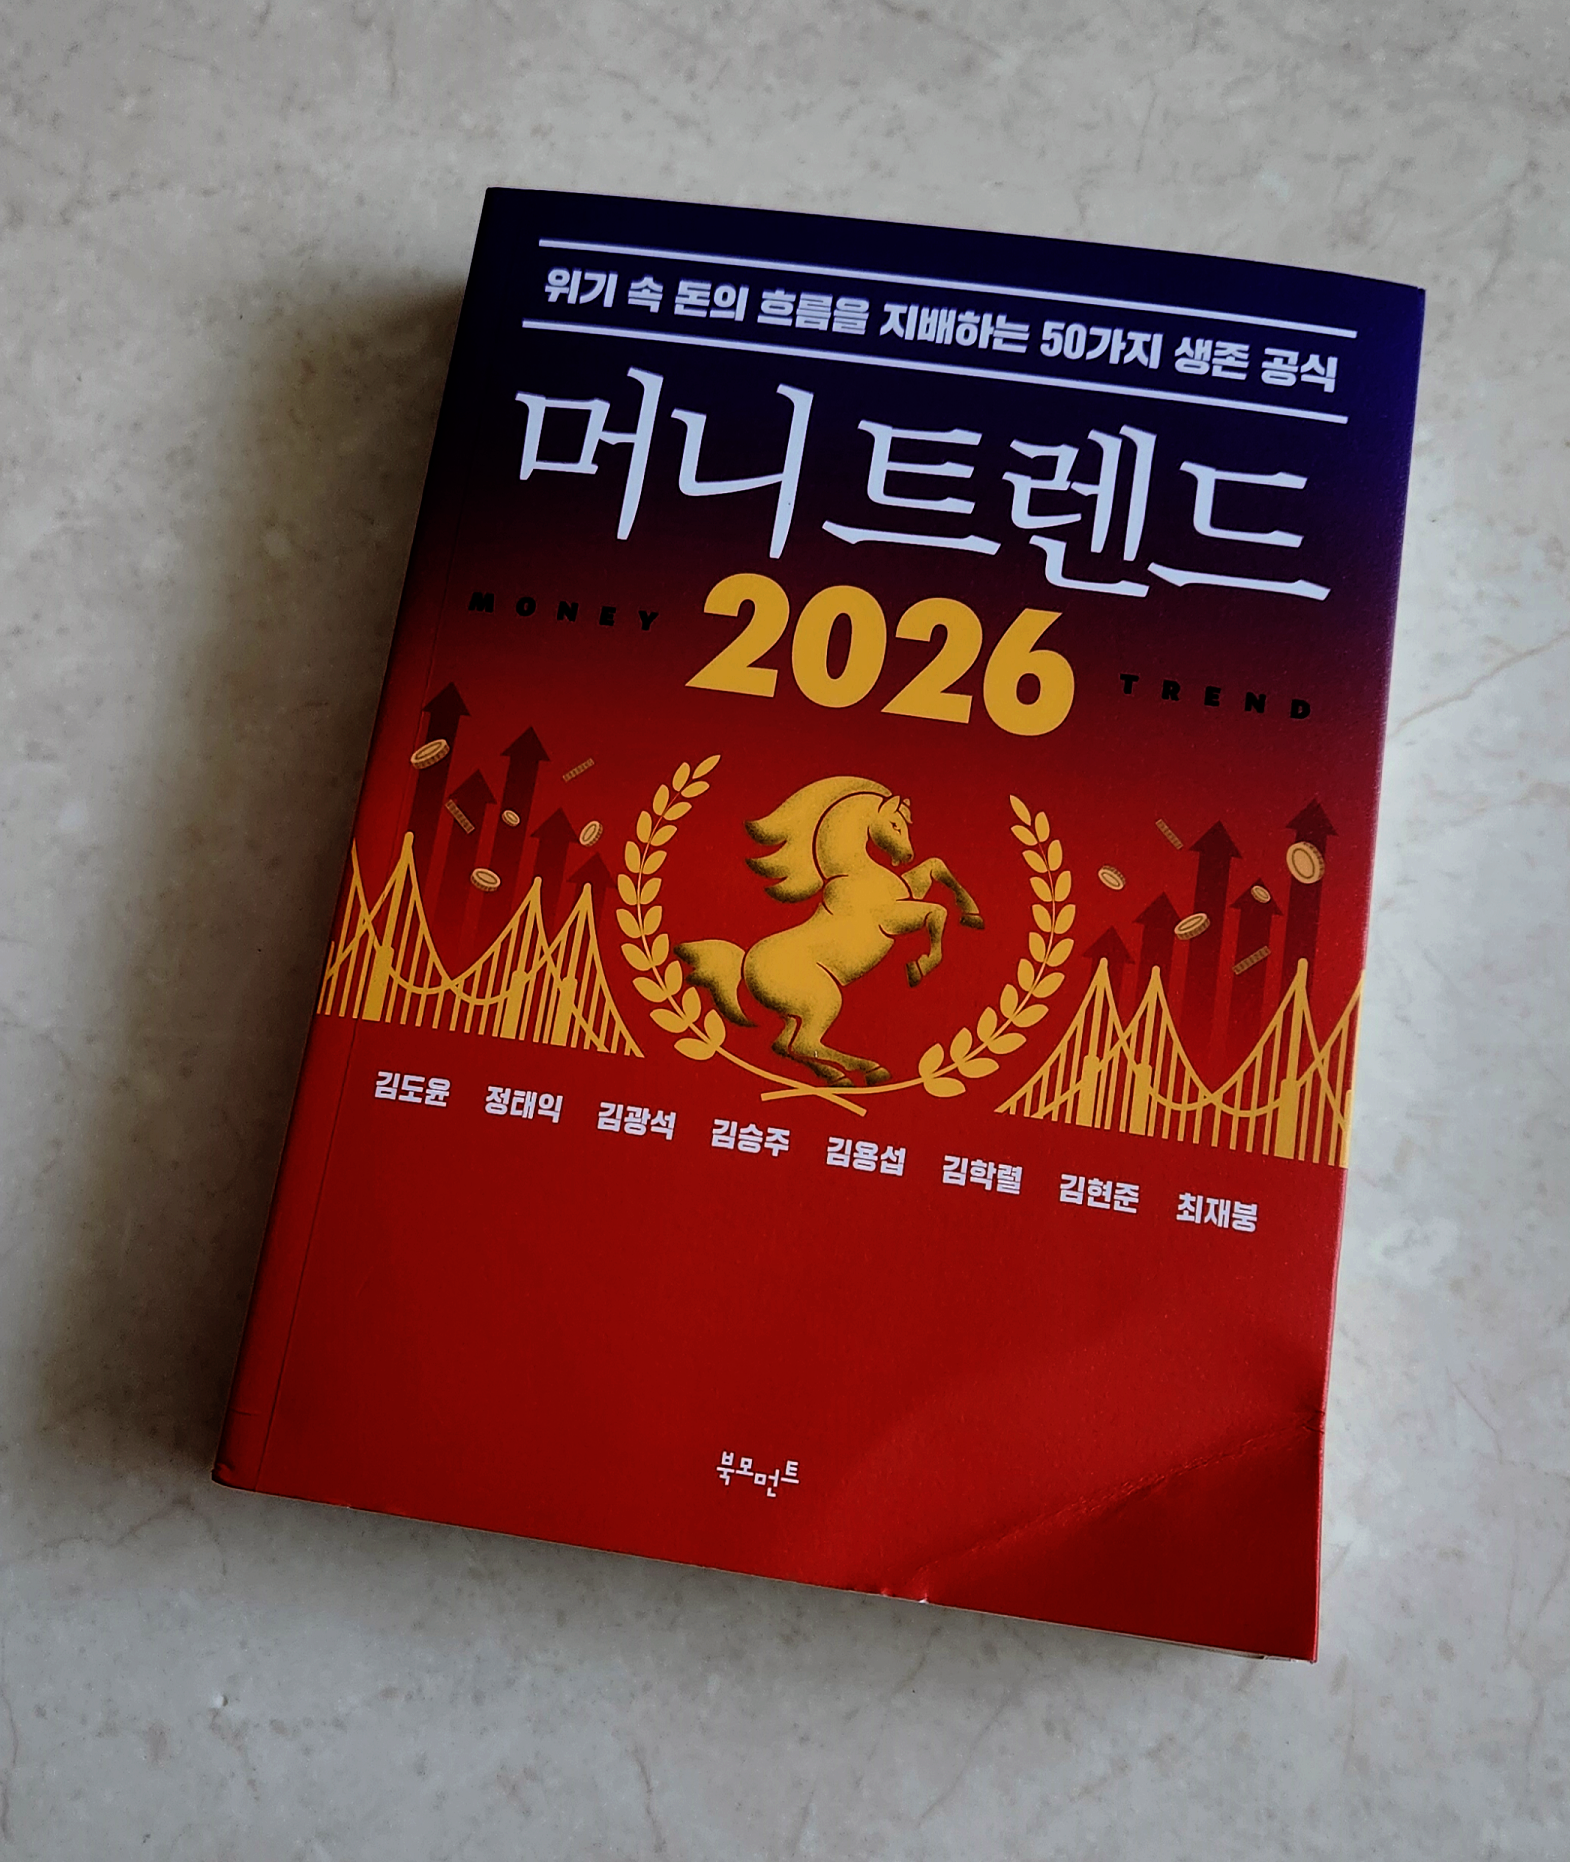 위기 속 돈의 흐름을 지배하는 50가지 생존 공식
머니 트렌드
MONEY 2026 TREND
김도윤 정태익 김광석 김승주 김용섭 김학렬 김현준 최재붕
북모먼트